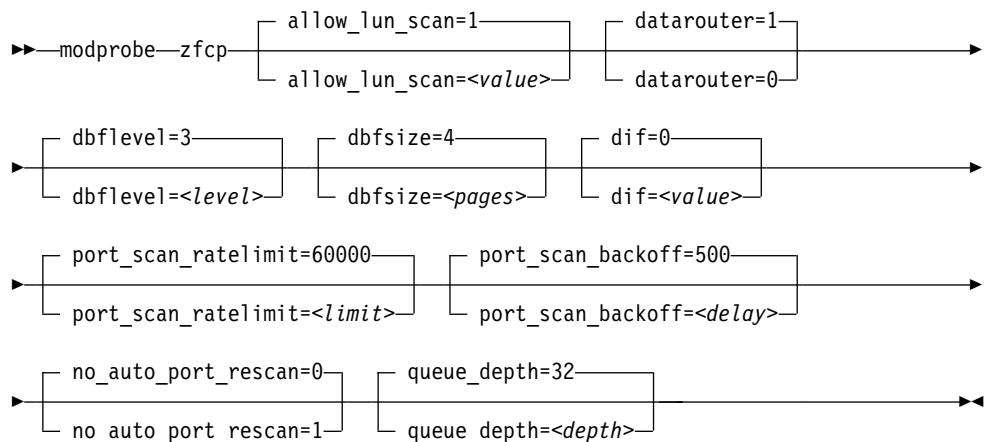 allow_lun_scan=1 datarouter=1
modprobe zfcp
allow_lun_scan=<value> datarouter=0
dbflevel=3 dbfsize=4 dif=0
dbflevel=<level> dbfsize=<pages> dif=<value>
port_scan_ratelimit=60000 port_scan_backoff=500
port_scan_ratelimit=<limit> port_scan_backoff=<delay>
no_auto_port_rescan=0 queue_depth=32
no_auto_port_rescan=1 queue_depth=<depth>